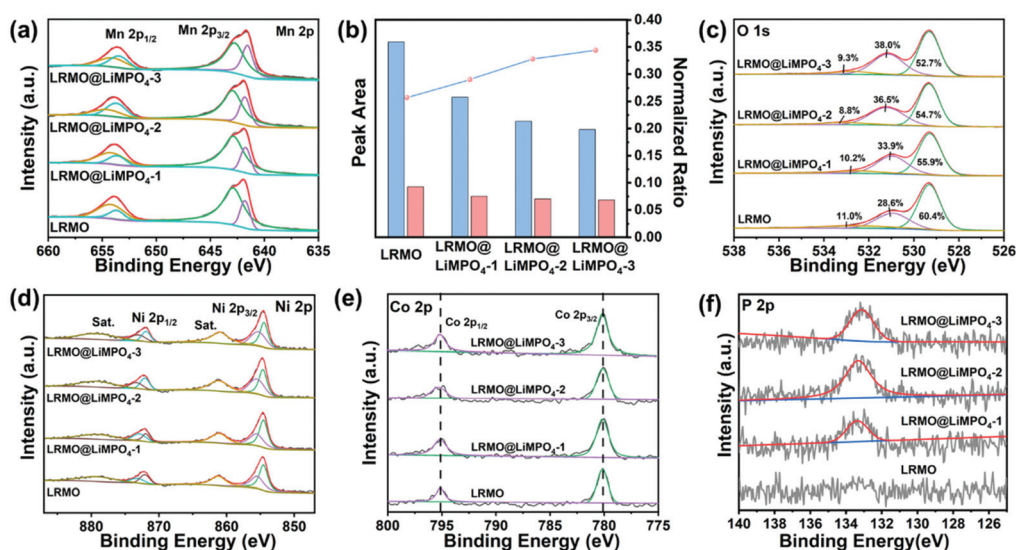 (a)
Mn 2p₁/₂
Mn 2p₃/₂
Mn 2p
LRMO@LiMPO₄-3
LRMO@LiMPO₄-2
LRMO@LiMPO₄-1
LRMO
Intensity (a.u.)
660 655 650 645 640 635
Binding Energy (eV)
(b)
Peak Area
Normalized Ratio
0.40
0.35
0.30
0.25
0.20
0.15
0.10
0.05
0.00
LRMO LRMO@ LRMO@ LRMO@
LiMPO₄-1 LiMPO₄-2 LiMPO₄-3
(c)
O 1s
LRMO@LiMPO₄-3
9.3%
38.0%
52.7%
LRMO@LiMPO₄-2
8.8%
36.5%
54.7%
LRMO@LiMPO₄-1
10.2%
33.9%
55.9%
LRMO
11.0%
28.6%
60.4%
Intensity (a.u.)
538 536 534 532 530 528 526
Binding Energy (eV)
(d)
Sat.
Ni 2p₁/₂
Sat.
Ni 2p₃/₂
Ni 2p
LRMO@LiMPO₄-3
LRMO@LiMPO₄-2
LRMO@LiMPO₄-1
LRMO
Intensity (a.u.)
880 870 860 850
Binding Energy (eV)
(e)
Co 2p
Co 2p₁/₂
Co 2p₃/₂
LRMO@LiMPO₄-3
LRMO@LiMPO₄-2
LRMO@LiMPO₄-1
LRMO
Intensity (a.u.)
800 795 790 785 780 775
Binding Energy (eV)
(f)
P 2p
LRMO@LiMPO₄-3
LRMO@LiMPO₄-2
LRMO@LiMPO₄-1
LRMO
Intensity (a.u.)
140 138 136 134 132 130 128 126
Binding Energy(eV)